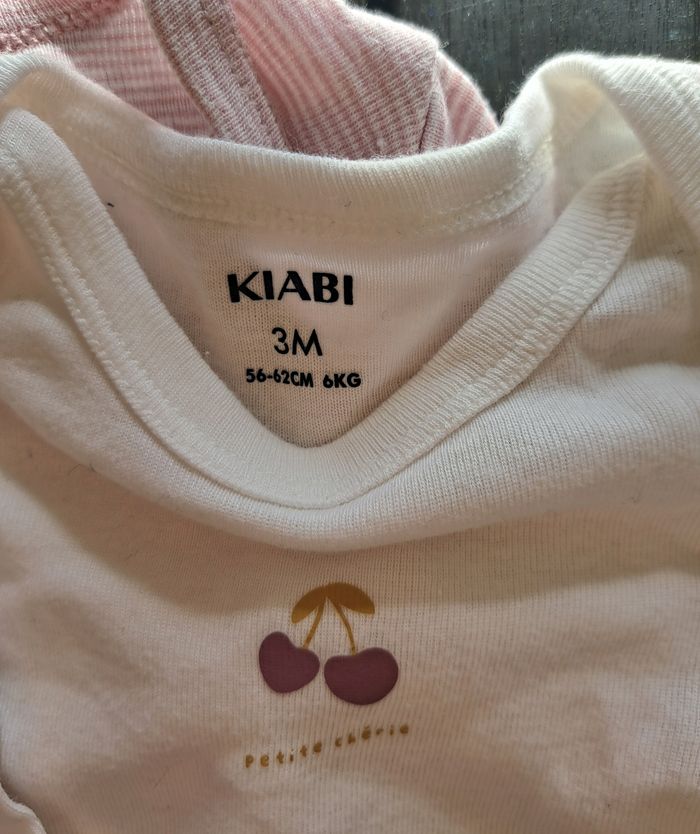 KIABI
3M
56-62CM 6KG
Petite chérie